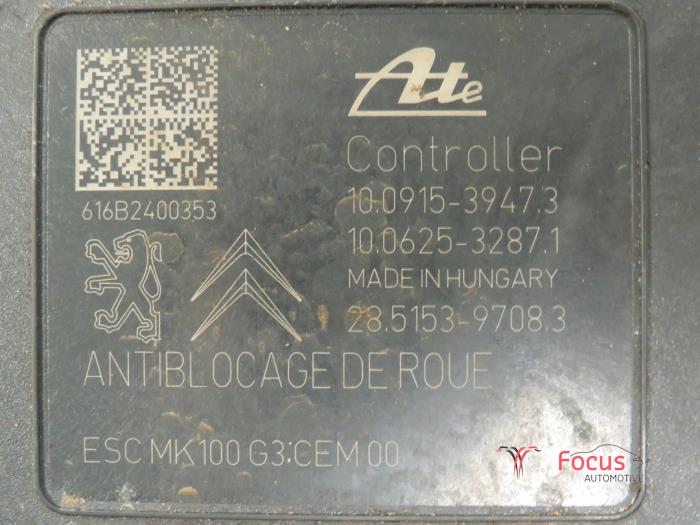 Ate
616B2400353
Controller
10.0915-3947.3
10.0625-3287.1
MADE IN HUNGARY
28.5153-9708.3
ANTIBLOCAGE DE ROUE
ESC MK100 G3:CEM 00
Focus
AUTOMOTIVE